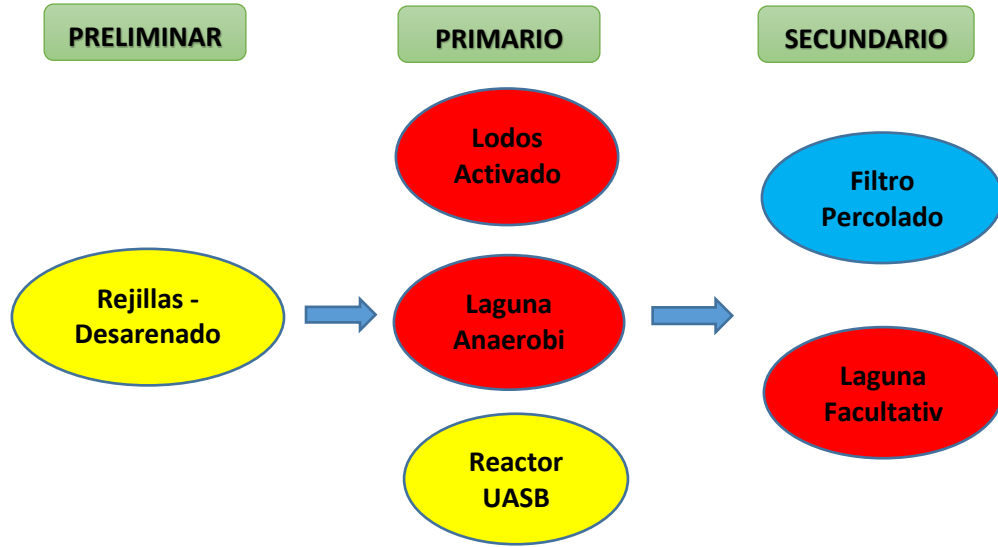 PRELIMINAR
PRIMARIO
SECUNDARIO
Rejillas -
Desarenado
Lodos
Activado
Laguna
Anaerobi
Reactor
UASB
Filtro
Percolado
Laguna
Facultativ